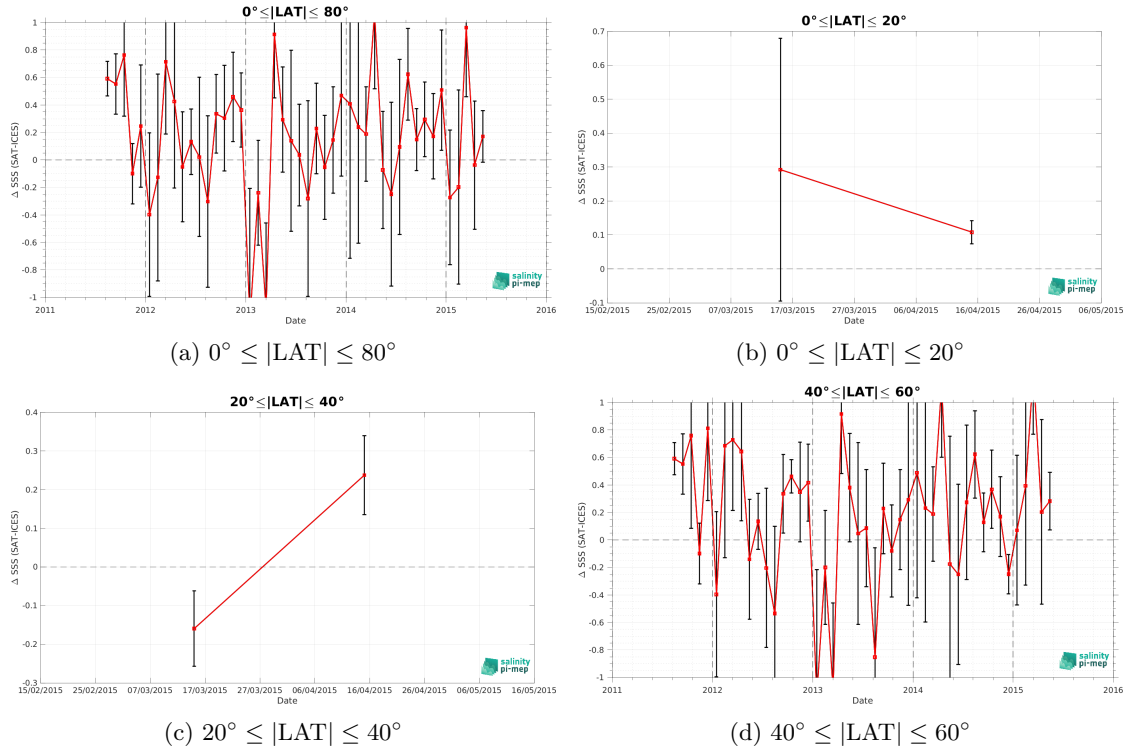 0°≤|LAT|≤ 80°
1
0.8
0.6
0.4
0.2
0
-0.2
-0.4
-0.6
-0.8
-1
Δ SSS (SAT-ICES)
2011 2012 2013 2014 2015 2016
Date
salinity
pi-mep
(a) 0° ≤ |LAT| ≤ 80°
0°≤|LAT|≤ 20°
0.7
0.6
0.5
0.4
0.3
0.2
0.1
0
-0.1
Δ SSS (SAT-ICES)
15/02/2015 25/02/2015 07/03/2015 17/03/2015 27/03/2015 06/04/2015 16/04/2015 26/04/2015 06/05/2015
Date
salinity
pi-mep
(b) 0° ≤ |LAT| ≤ 20°
20°≤|LAT|≤ 40°
0.4
0.3
0.2
0.1
0
-0.1
-0.2
-0.3
Δ SSS (SAT-ICES)
15/02/2015 25/02/2015 07/03/2015 17/03/2015 27/03/2015 06/04/2015 16/04/2015 26/04/2015 06/05/2015 16/05/2015
Date
salinity
pi-mep
(c) 20° ≤ |LAT| ≤ 40°
40°≤|LAT|≤ 60°
1
0.8
0.6
0.4
0.2
0
-0.2
-0.4
-0.6
-0.8
-1
Δ SSS (SAT-ICES)
2011 2012 2013 2014 2015 2016
Date
salinity
pi-mep
(d) 40° ≤ |LAT| ≤ 60°